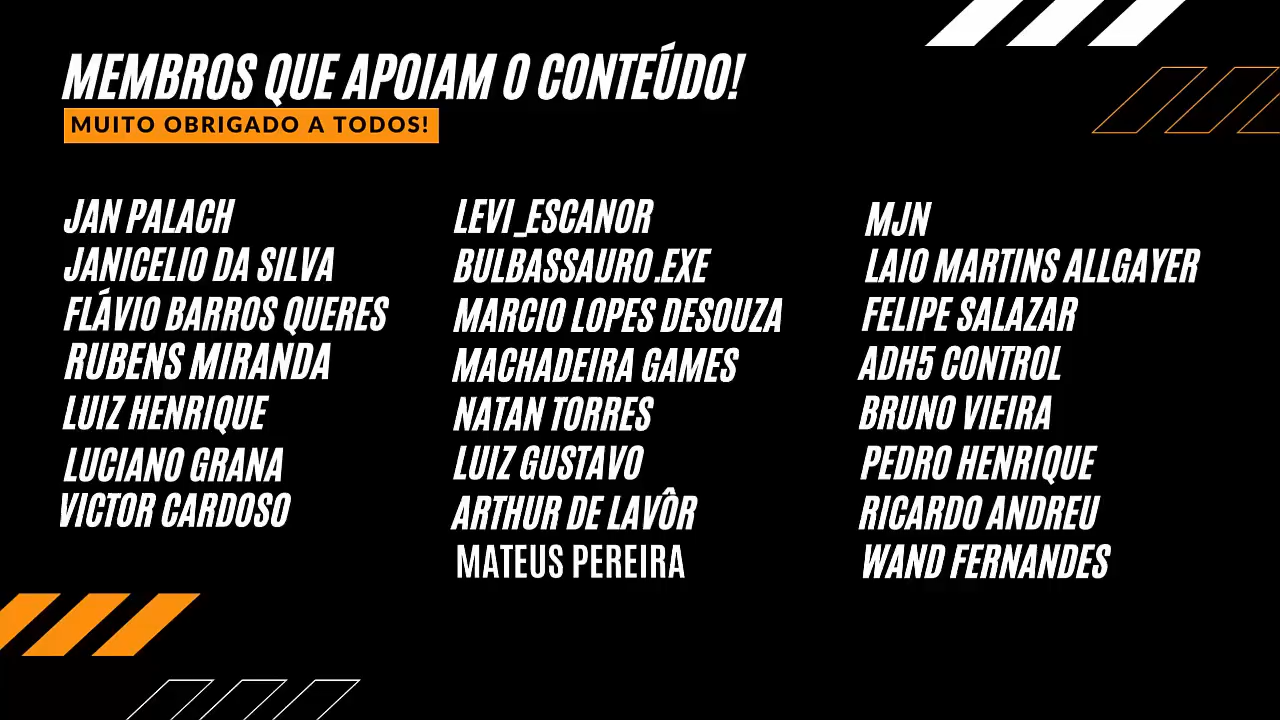 MEMBROS QUE APOIAM O CONTEÚDO!
MUITO OBRIGADO A TODOS!
JAN PALACH
JANICELIO DA SILVA
FLÁVIO BARROS QUERES
RUBENS MIRANDA
LUIZ HENRIQUE
LUCIANO GRANA
VICTOR CARDOSO
LEVI_ESCANOR
BULBASSAURO.EXE
MARCIO LOPES DESOUZA
MACHADEIRA GAMES
NATAN TORRES
LUIZ GUSTAVO
ARTHUR DE LAVÔR
MATEUS PEREIRA
MJN
LAIO MARTINS ALLGAYER
FELIPE SALAZAR
ADH5 CONTROL
BRUNO VIEIRA
PEDRO HENRIQUE
RICARDO ANDREU
WAND FERNANDES